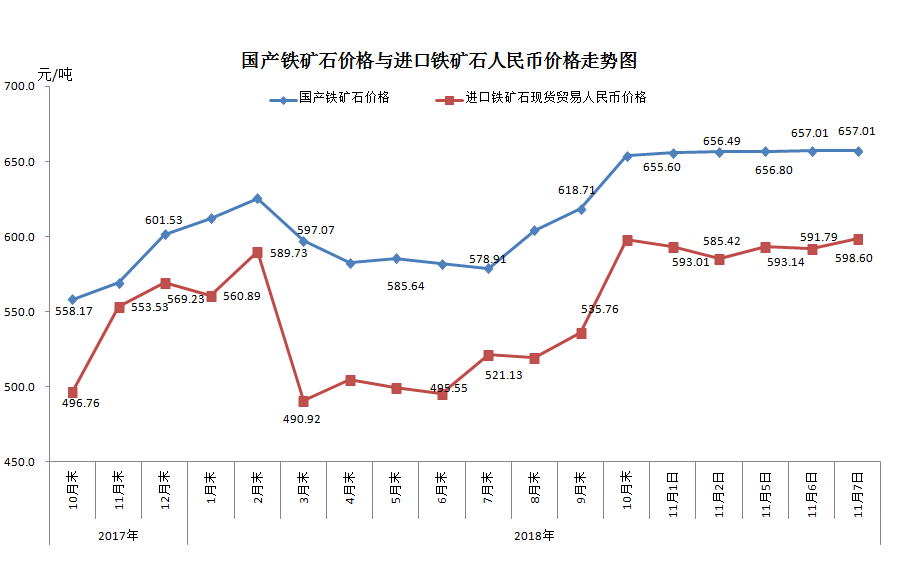 国产铁矿石价格与进口铁矿石人民币价格走势图
元/吨
国产铁矿石价格
进口铁矿石现货贸易人民币价格
700.0
650.0
600.0
550.0
500.0
450.0
558.17
601.53
597.07
585.64
578.91
618.71
655.60
656.49
656.80
657.01
657.01
496.76
553.53
569.23
560.89
589.73
490.92
495.55
521.13
535.76
593.01
585.42
593.14
591.79
598.60
10月末
11月末
12月末
1月末
2月末
3月末
4月末
5月末
6月末
7月末
8月末
9月末
10月末
11月1日
11月2日
11月5日
11月6日
11月7日
2017年
2018年